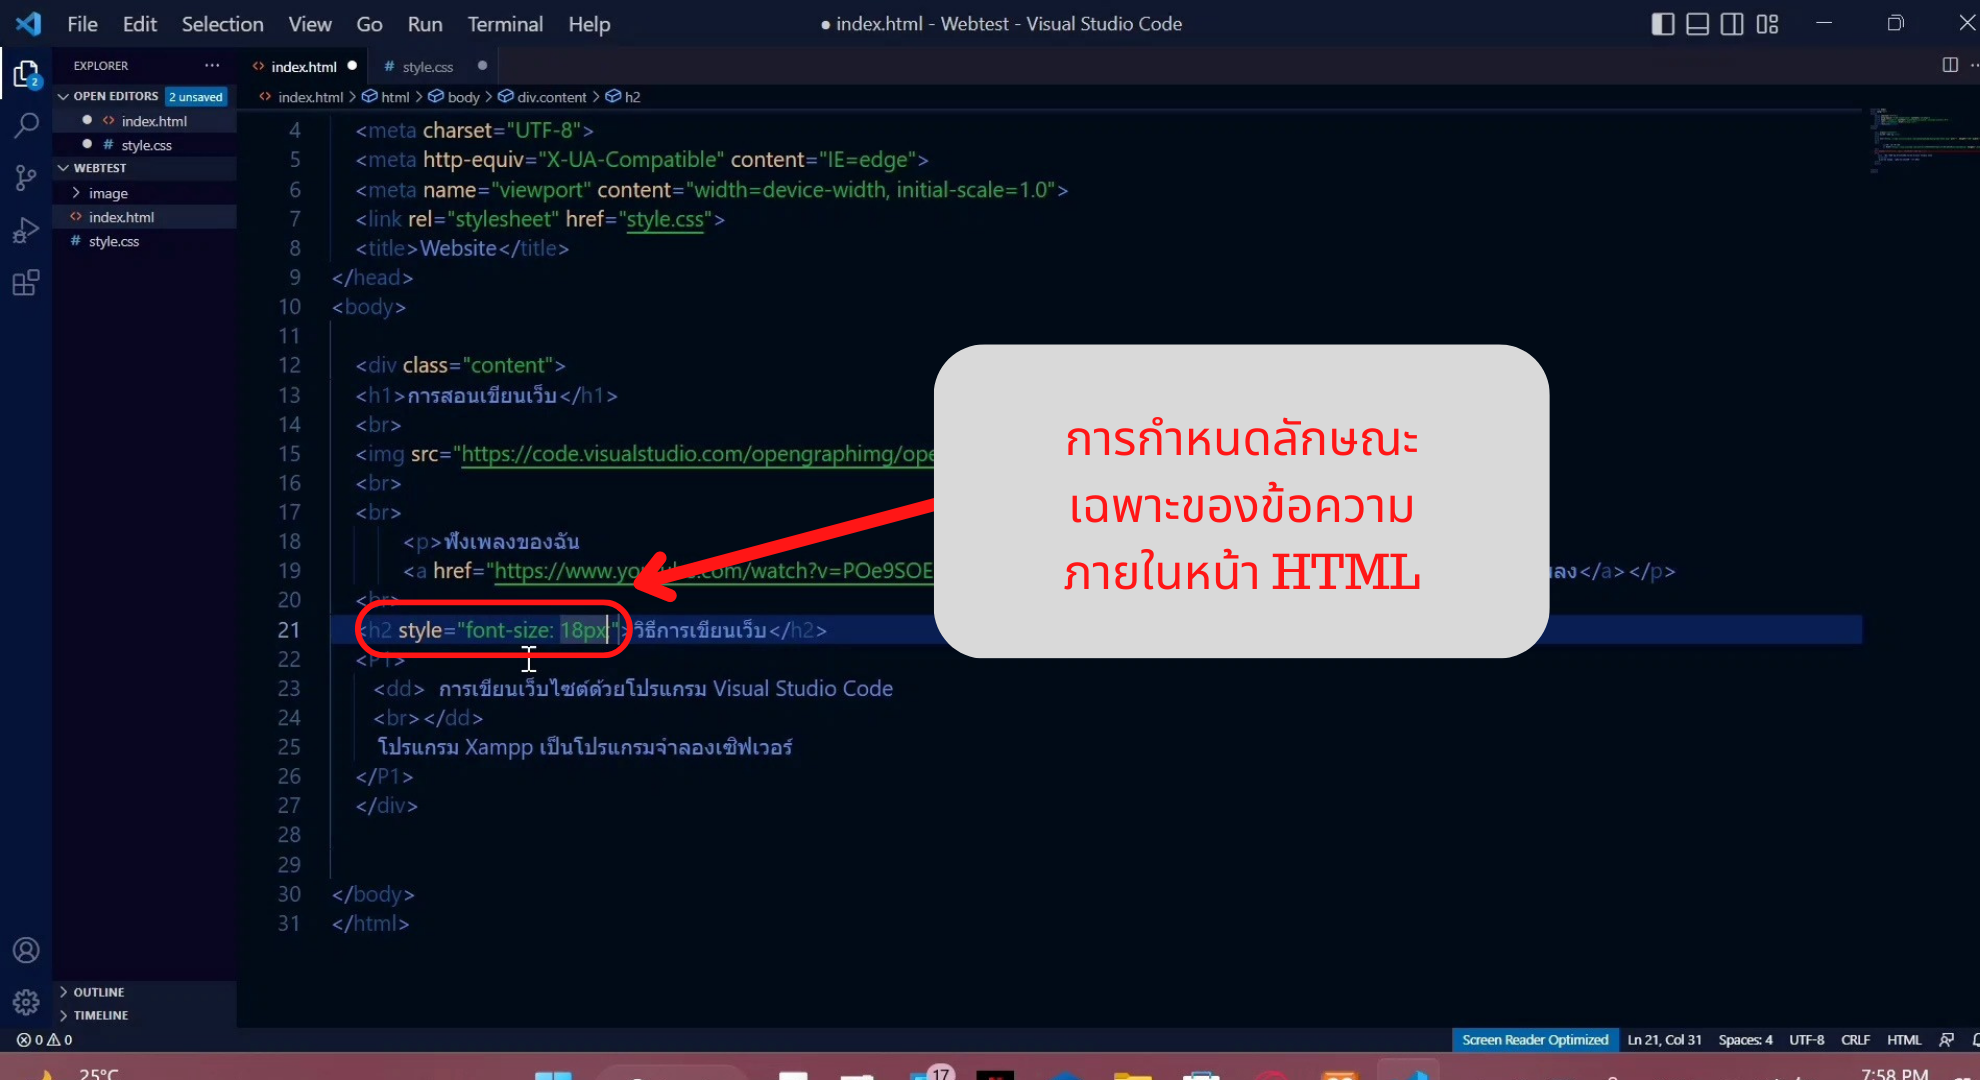 File Edit Selection View Go Run Terminal Help
● index.html - Webtest - Visual Studio Code
EXPLORER ···
index.html ● # style.css ●
OPEN EDITORS 2 unsaved
index.html > html > body > div.content > h2
2
● <> index.html
● # style.css
WEBTEST
> image
<> index.html
# style.css
4 <meta charset="UTF-8">
5 <meta http-equiv="X-UA-Compatible" content="IE=edge">
6 <meta name="viewport" content="width=device-width, initial-scale=1.0">
7 <link rel="stylesheet" href="style.css">
8 <title>Website</title>
9 </head>
10 <body>
11
12 <div class="content">
13 <h1>การสอนเขียนเว็บ</h1>
14 <br>
15 <img src="https://code.visualstudio.com/opengraphimg/ope
16 <br>
17 <br>
18 <p>ฟังเพลงของฉัน
19 <a href="https://www.youtube.com/watch?v=POe9SOE ลง</a></p>
20 <br>
21 <h2 style="font-size: 18px;">วิธีการเขียนเว็บ</h2>
22 <P1>
23 <dd> การเขียนเว็บไซต์ด้วยโปรแกรม Visual Studio Code
24 <br></dd>
25 โปรแกรม Xampp เป็นโปรแกรมจำลองเซิฟเวอร์
26 </P1>
27 </div>
28
29
30 </body>
31 </html>
การกำหนดลักษณะ
เฉพาะของข้อความ
ภายในหน้า HTML
> OUTLINE
> TIMELINE
0 0
Screen Reader Optimized Ln 21, Col 31 Spaces: 4 UTF-8 CRLF HTML
25°C
17
7:58 PM